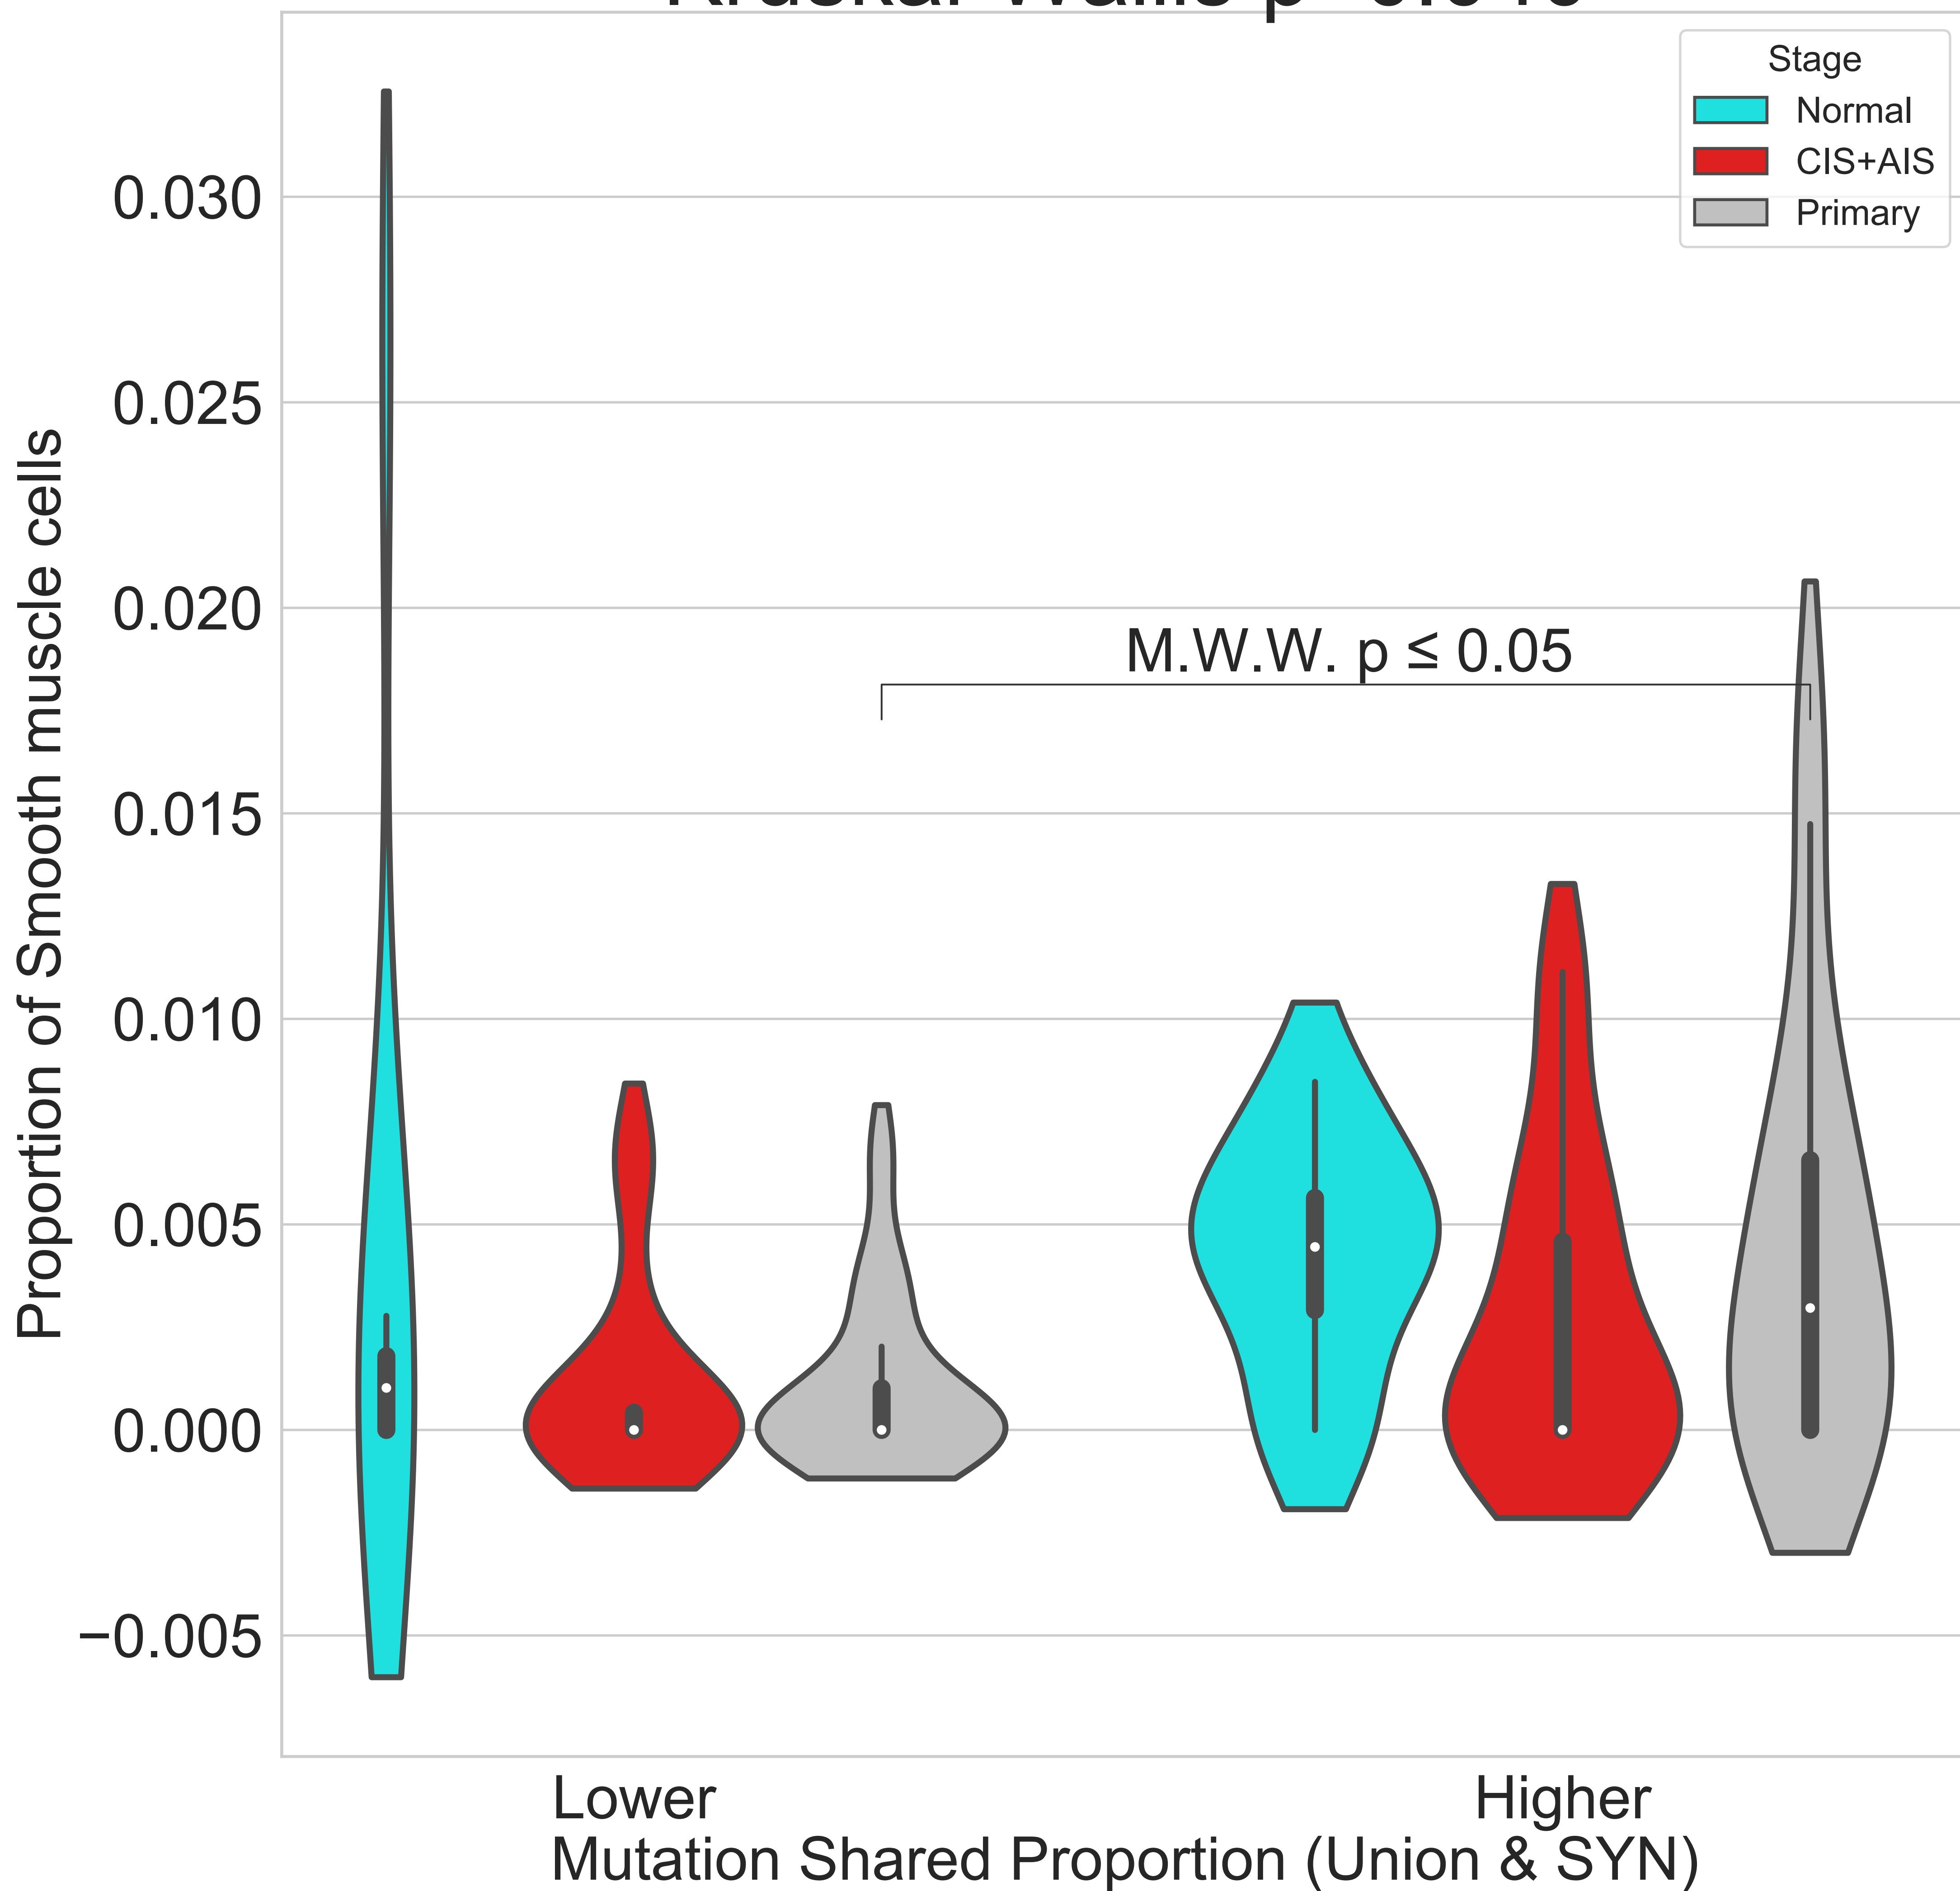 Stage
Normal
CIS+AIS
Primary
0.030
0.025
0.020
0.015
0.010
0.005
0.000
−0.005
Proportion of Smooth muscle cells
M.W.W. p ≤ 0.05
Lower
Higher
Mutation Shared Proportion (Union & SYN)